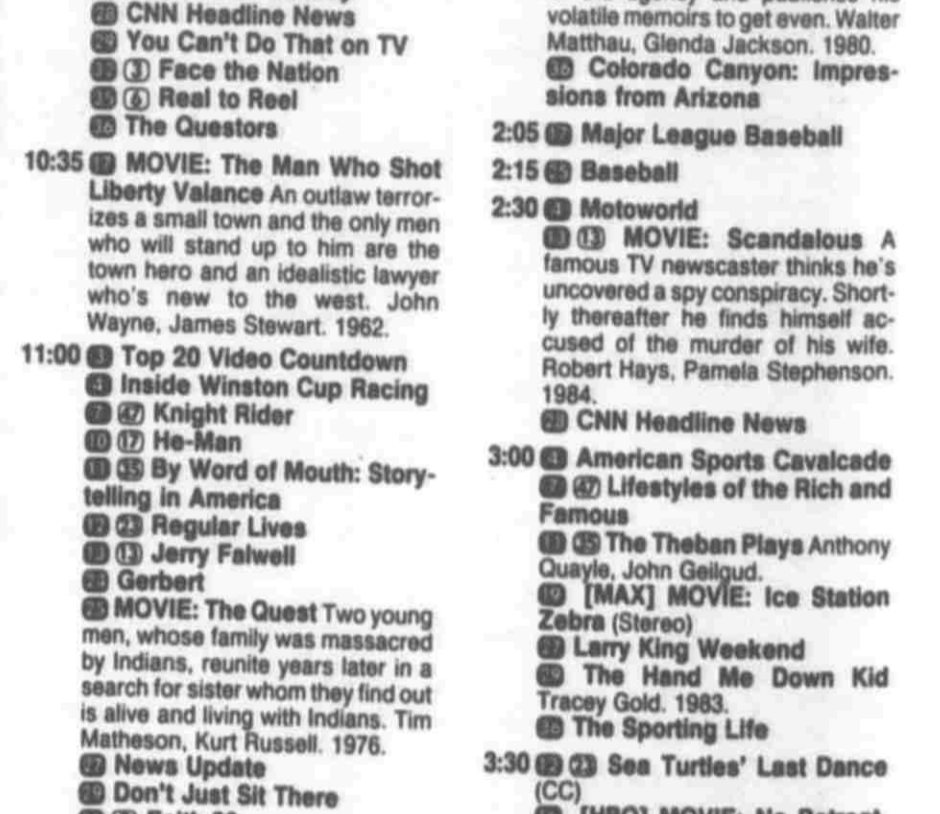 CNN Headline News
You Can't Do That on TV
3 Face the Nation
6 Real to Reel
The Questors
10:35 MOVIE: The Man Who Shot
Liberty Valance An outlaw terror-
izes a small town and the only men
who will stand up to him are the
town hero and an idealistic lawyer
who's new to the west. John
Wayne, James Stewart. 1962.
11:00 Top 20 Video Countdown
Inside Winston Cup Racing
47 Knight Rider
17 He-Man
35 By Word of Mouth: Story-
telling in America
23 Regular Lives
13 Jerry Falwell
Gerbert
MOVIE: The Quest Two young
men, whose family was massacred
by Indians, reunite years later in a
search for sister whom they find out
is alive and living with Indians. Tim
Matheson, Kurt Russell. 1976.
News Update
Don't Just Sit There
volatile memoirs to get even. Walter
Matthau, Glenda Jackson. 1980.
Colorado Canyon: Impres-
sions from Arizona
2:05 Major League Baseball
2:15 Baseball
2:30 Motoworld
13 MOVIE: Scandalous A
famous TV newscaster thinks he's
uncovered a spy conspiracy. Short-
ly thereafter he finds himself ac-
cused of the murder of his wife.
Robert Hays, Pamela Stephenson.
1984.
CNN Headline News
3:00 American Sports Cavalcade
47 Lifestyles of the Rich and
Famous
35 The Theban Plays Anthony
Quayle, John Geilgud.
[MAX] MOVIE: Ice Station
Zebra (Stereo)
Larry King Weekend
The Hand Me Down Kid
Tracey Gold. 1983.
The Sporting Life
3:30 23 Sea Turtles' Last Dance
(CC)